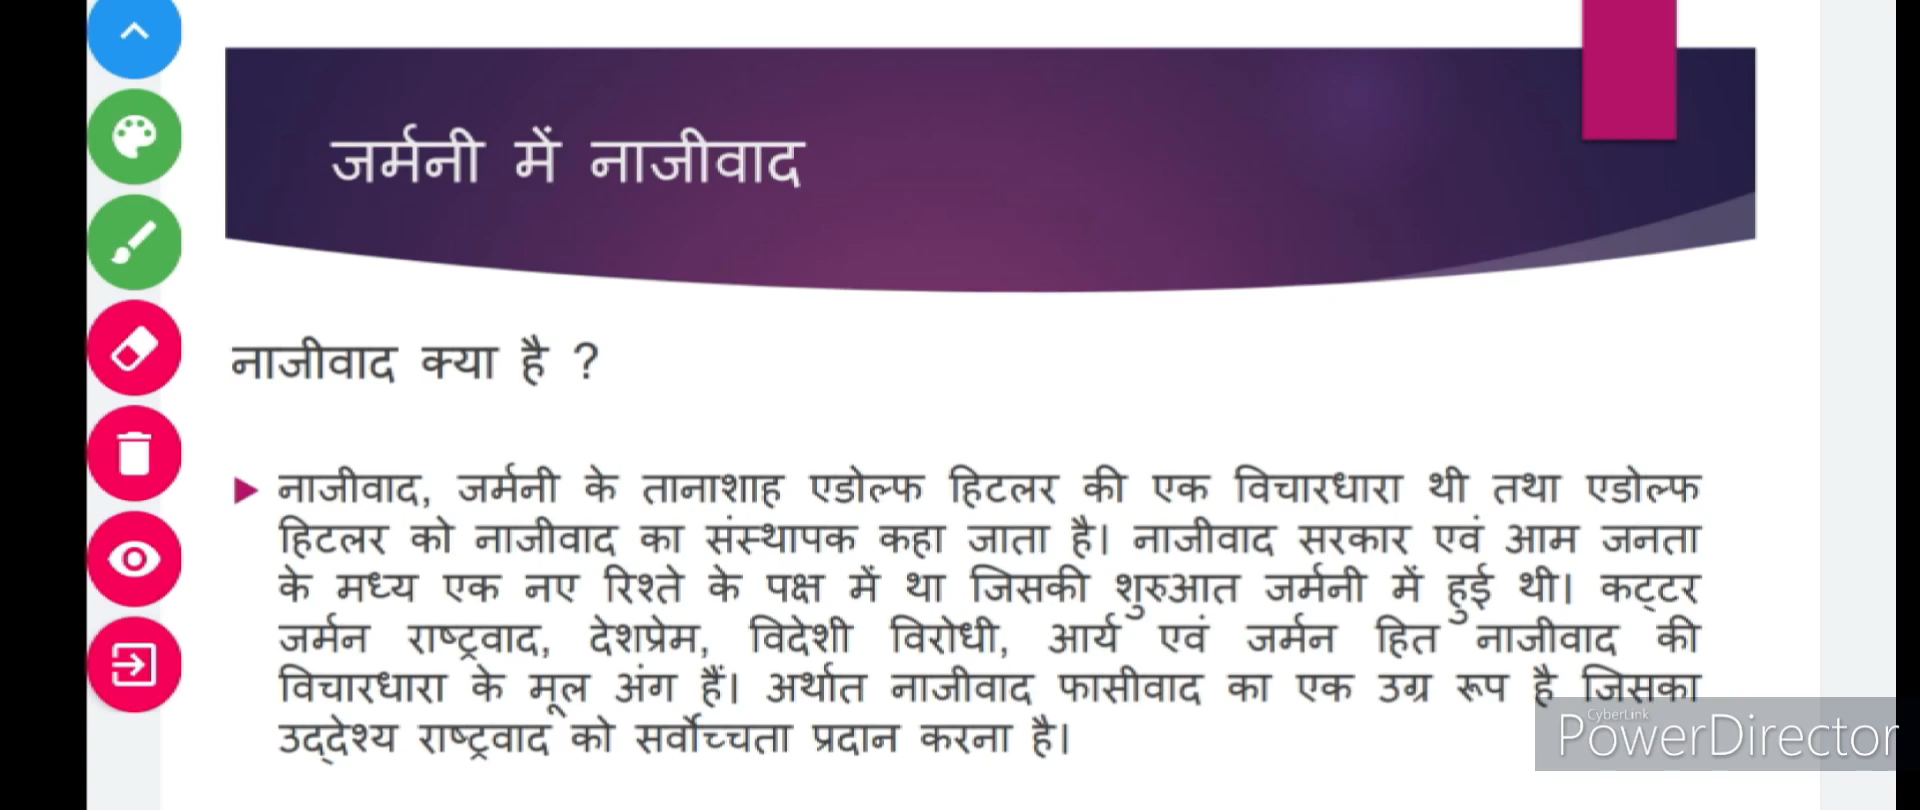 जर्मनी में नाजीवाद
नाजीवाद क्या है ?
नाजीवाद, जर्मनी के तानाशाह एडोल्फ हिटलर की एक विचारधारा थी तथा एडोल्फ
हिटलर को नाजीवाद का संस्थापक कहा जाता है। नाजीवाद सरकार एवं आम जनता
के मध्य एक नए रिश्ते के पक्ष में था जिसकी शुरुआत जर्मनी में हुई थी। कट्टर
जर्मन राष्ट्रवाद, देशप्रेम, विदेशी विरोधी, आर्य एवं जर्मन हित नाजीवाद की
विचारधारा के मूल अंग हैं। अर्थात नाजीवाद फासीवाद का एक उग्र रूप है जिसका
उद्देश्य राष्ट्रवाद को सर्वोच्चता प्रदान करना है।
CyberLink
PowerDirector